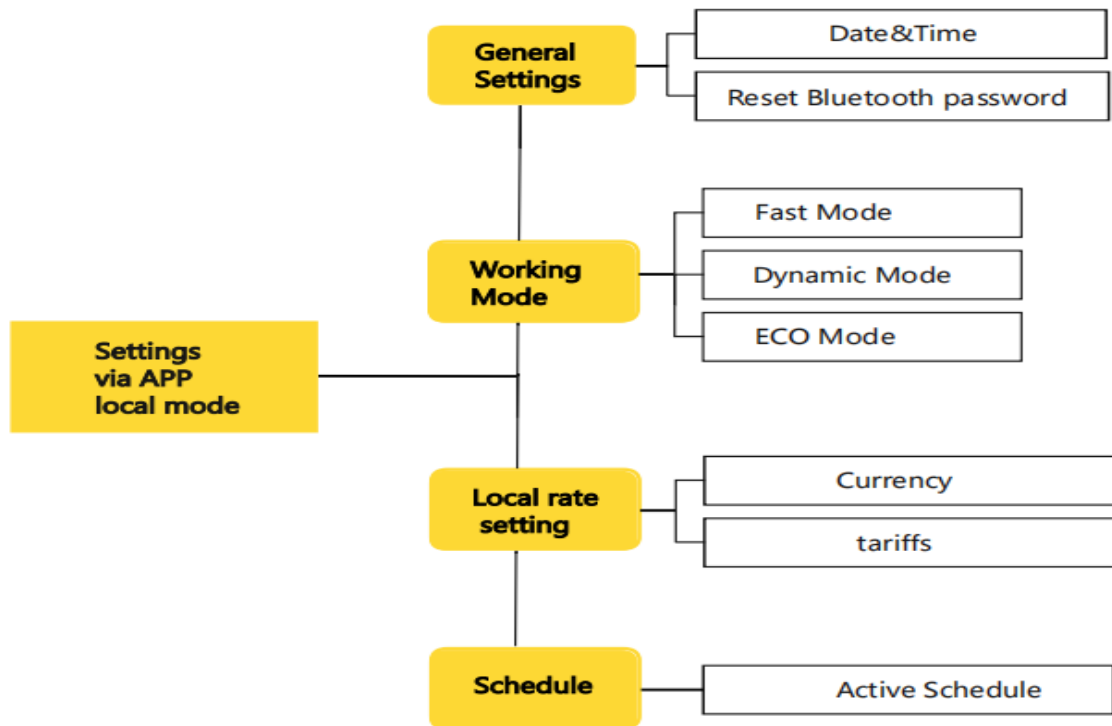 General
Settings
Date&Time
Reset Bluetooth password
Working
Mode
Fast Mode
Dynamic Mode
ECO Mode
Settings
via APP
local mode
Local rate
setting
Currency
tariffs
Schedule
Active Schedule